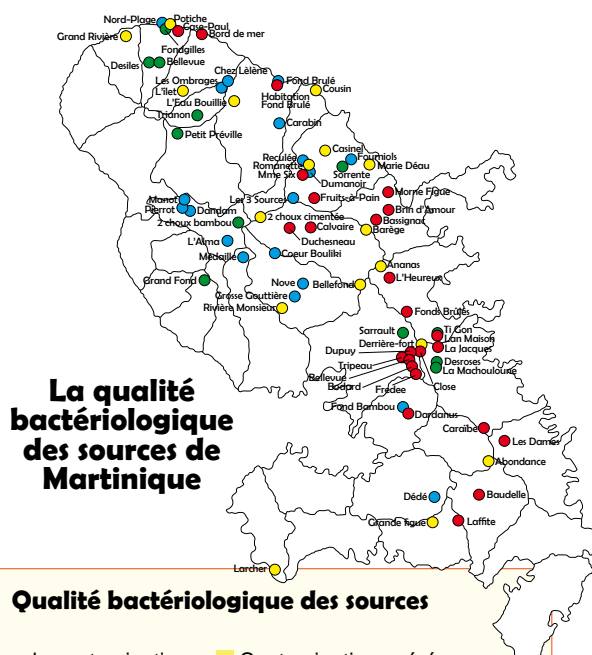 Nord-Plage
Potiche
Case-Paul
Grand Rivière
Bord de mer
Fondgilles
Desiles
Bellevue
Chez Lélène
Les Ombrages
Fond Brulé
L'ilet
Habitation
Fond Brulé
Cousin
L'Eau Bouillie
Trianon
Carabin
Petit Préville
Casinel
Reculée
Fourniols
Romanette
Marie Déau
Mme Six
Sorrente
Dumanoir
Manot
Les 3 Sources
Fruits-à-Pain
Morne Figue
Pierrot
Dandam
Brin d'Amour
2 choux bambou
2 choux cimentée
Bassignac
Calvaire
Barège
L'Alma
Duchesneau
Médaille
Coeur Bouliki
Ananas
Grand Fond
L'Heureux
Nove
Bellefond
Grosse Gouttière
Rivière Monsieur
Fonds Brûlés
Sarrault
Ti Gon
Derrière-fort
Lan Maison
Dupuy
La Jacques
Tripeau
Desroses
Bellevue
La Machouloune
Bodard
Fredee
Close
La qualité
bactériologique
des sources de
Martinique
Fond Bambou
Dardanus
Caraïbe
Les Dames
Abondance
Dédé
Baudelle
Grande figue
Laffite
Larcher
Qualité bactériologique des sources